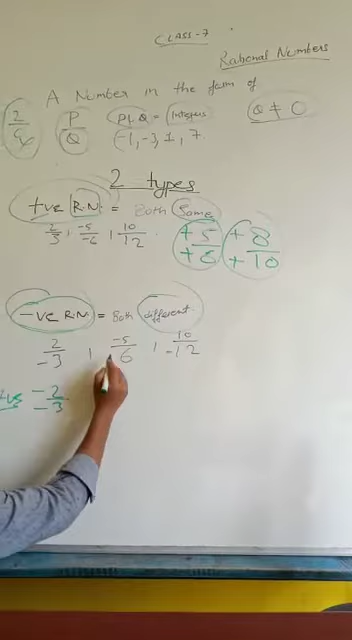 CLASS-7
Rational Numbers
A Number in the form of
2/9 P/Q P,Q = Integers Q ≠ 0
(-1, -3, 1, 7.
2 types
+ve R.N = Both Same
2/3, -5/-6, 10/12. +5/+8 +8/+10
-ve R.N = Both different
2/-3, -5/6, 10/-12
-2/-3